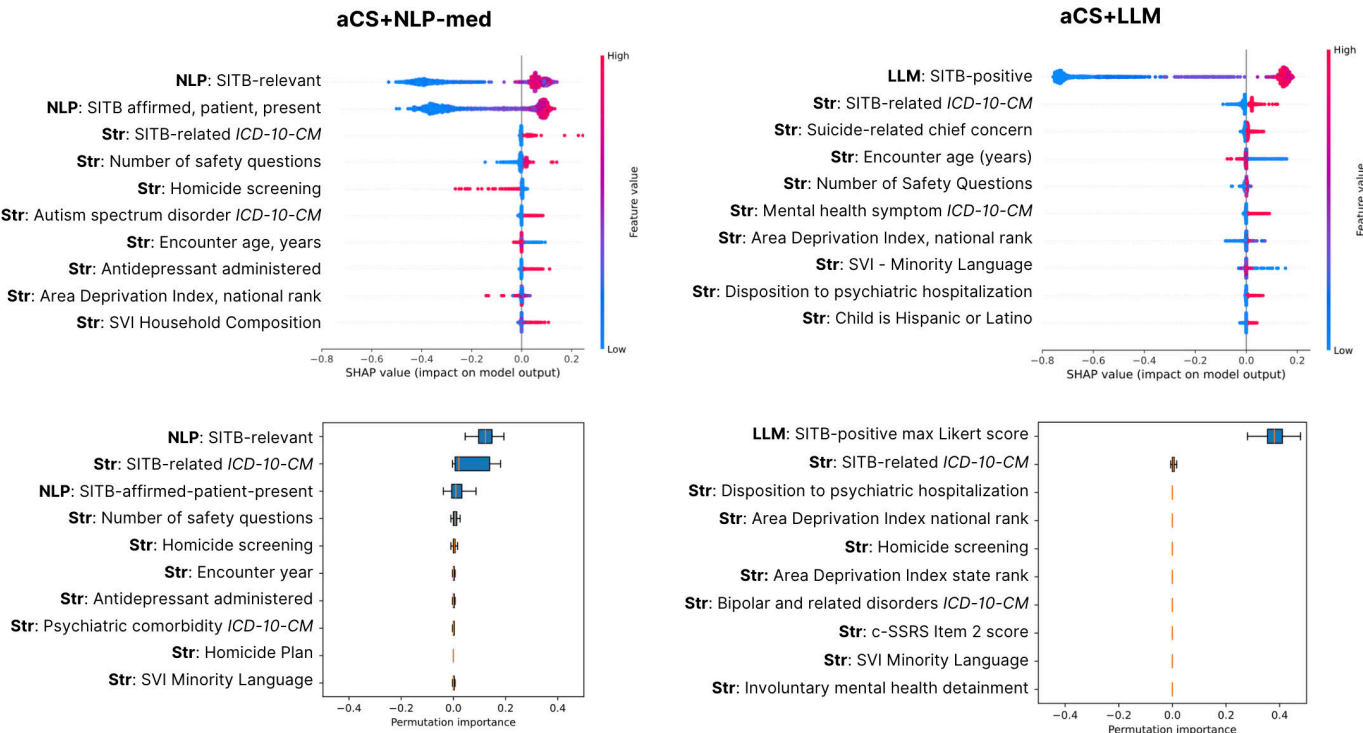 aCS+NLP-med
NLP: SITB-relevant
NLP: SITB affirmed, patient, present
Str: SITB-related ICD-10-CM
Str: Number of safety questions
Str: Homicide screening
Str: Autism spectrum disorder ICD-10-CM
Str: Encounter age, years
Str: Antidepressant administered
Str: Area Deprivation Index, national rank
Str: SVI Household Composition
−0.8 −0.6 −0.4 −0.2 0.0 0.2
SHAP value (impact on model output)
High
Feature value
Low
aCS+LLM
LLM: SITB-positive
Str: SITB-related ICD-10-CM
Str: Suicide-related chief concern
Str: Encounter age (years)
Str: Number of Safety Questions
Str: Mental health symptom ICD-10-CM
Str: Area Deprivation Index, national rank
Str: SVI - Minority Language
Str: Disposition to psychiatric hospitalization
Str: Child is Hispanic or Latino
−0.8 −0.6 −0.4 −0.2 0.0 0.2
SHAP value (impact on model output)
High
Feature value
Low
NLP: SITB-relevant
Str: SITB-related ICD-10-CM
NLP: SITB-affirmed-patient-present
Str: Number of safety questions
Str: Homicide screening
Str: Encounter year
Str: Antidepressant administered
Str: Psychiatric comorbidity ICD-10-CM
Str: Homicide Plan
Str: SVI Minority Language
−0.4 −0.2 0.0 0.2 0.4
Permutation importance
LLM: SITB-positive max Likert score
Str: SITB-related ICD-10-CM
Str: Disposition to psychiatric hospitalization
Str: Area Deprivation Index national rank
Str: Homicide screening
Str: Area Deprivation Index state rank
Str: Bipolar and related disorders ICD-10-CM
Str: c-SSRS Item 2 score
Str: SVI Minority Language
Str: Involuntary mental health detainment
−0.4 −0.2 0.0 0.2 0.4
Permutation importance